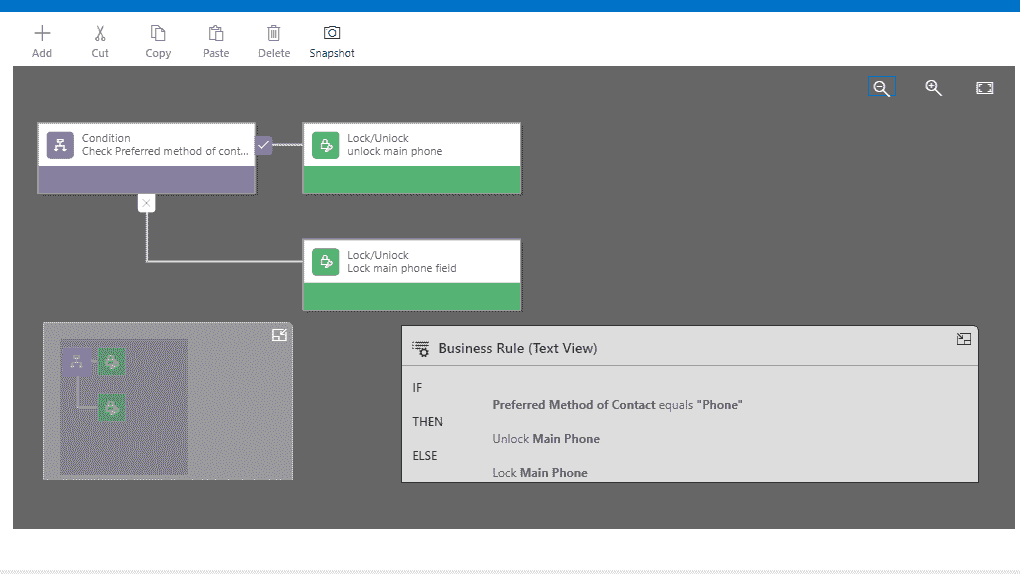 Add
Cut
Copy
Paste
Delete
Snapshot
Condition
Check Preferred method of cont...
Lock/Unlock
unlock main phone
Lock/Unlock
Lock main phone field
Business Rule (Text View)
IF
Preferred Method of Contact equals "Phone"
THEN
Unlock Main Phone
ELSE
Lock Main Phone